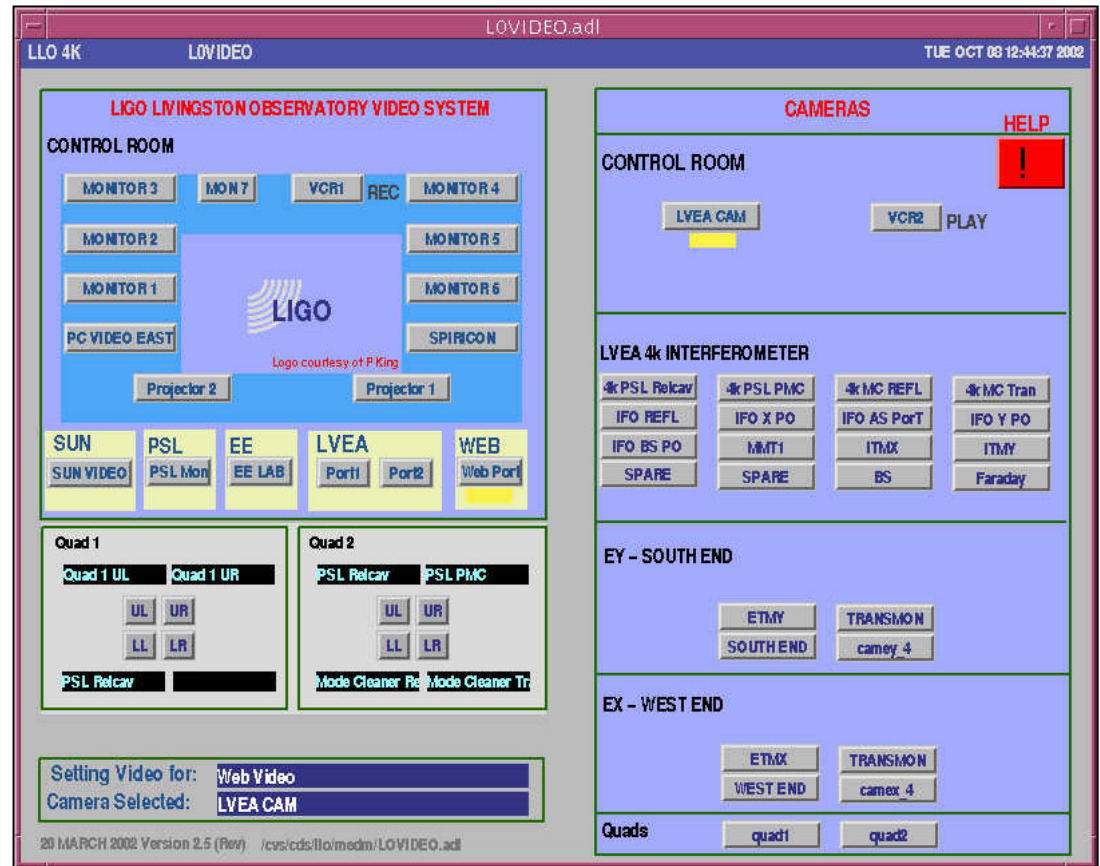 LOVIDEO.adl
LLO 4K LOVIDEO TUE OCT 08 12:44:37 2002
LIGO LIVINGSTON OBSERVATORY VIDEO SYSTEM
CONTROL ROOM
MONITOR 3 MON 7 VCR1 REC MONITOR 4
MONITOR 2 MONITOR 5
MONITOR 1 MONITOR 6
LIGO
PC VIDEO EAST SPIRICON
Logo courtesy of P King
Projector 2 Projector 1
SUN PSL EE LVEA WEB
SUN VIDEO PSL Mon EE LAB Port1 Port2 Web Port
Quad 1
Quad 1 UL Quad 1 UR
UL UR
LL LR
PSL Relcav
Quad 2
PSL Relcav PSL PMC
UL UR
LL LR
Mode Cleaner Re Mode Cleaner Tr
Setting Video for: Web Video
Camera Selected: LVEA CAM
20 MARCH 2002 Version 2.5 (Rev) /cvs/cds/llo/medm/LOVIDEO.adl
CAMERAS
HELP
!
CONTROL ROOM
LVEA CAM VCR2 PLAY
LVEA 4k INTERFEROMETER
4k PSL Relcav 4k PSL PMC 4k MC REFL 4k MC Tran
IFO REFL IFO X PO IFO AS PorT IFO Y PO
IFO BS PO MMT1 ITMX ITMY
SPARE SPARE BS Faraday
EY – SOUTH END
ETMY TRANSMON
SOUTH END camey_4
EX – WEST END
ETMX TRANSMON
WEST END camex_4
Quads quad1 quad2